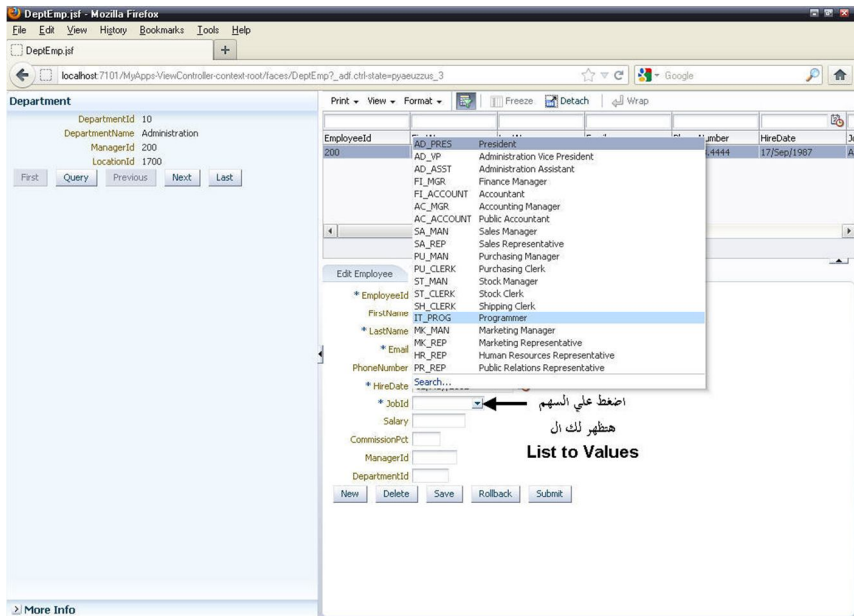 DeptEmp.jsf - Mozilla Firefox
File Edit View History Bookmarks Tools Help
DeptEmp.jsf
localhost:7101/MyApps-ViewController-context-root/faces/DeptEmp?_adf.ctrl-state=pyaeuzzus_3
Google
Department
DepartmentId 10
DepartmentName Administration
ManagerId 200
LocationId 1700
First Query Previous Next Last
Print View Format Freeze Detach Wrap
EmployeeId Number HireDate
200 .4444 17/Sep/1987
AD_PRES President
AD_VP Administration Vice President
AD_ASST Administration Assistant
FI_MGR Finance Manager
FI_ACCOUNT Accountant
AC_MGR Accounting Manager
AC_ACCOUNT Public Accountant
SA_MAN Sales Manager
SA_REP Sales Representative
PU_MAN Purchasing Manager
PU_CLERK Purchasing Clerk
ST_MAN Stock Manager
ST_CLERK Stock Clerk
SH_CLERK Shipping Clerk
IT_PROG Programmer
MK_MAN Marketing Manager
MK_REP Marketing Representative
HR_REP Human Resources Representative
PR_REP Public Relations Representative
Search...
Edit Employee
* EmployeeId
FirstName
* LastName
* Email
PhoneNumber
* HireDate
* JobId
Salary
CommissionPct
ManagerId
DepartmentId
اضغط علي السهم
هتظهر لك ال
List to Values
New Delete Save Rollback Submit
More Info